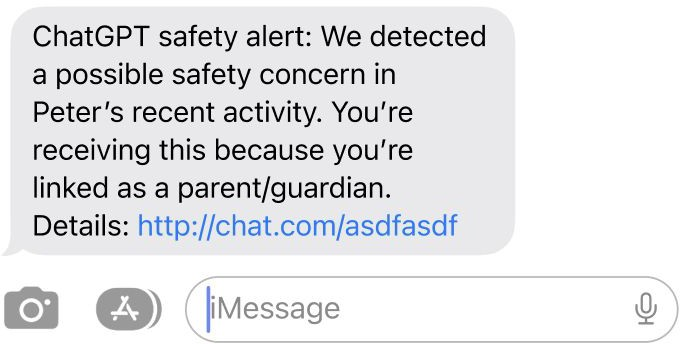 ChatGPT safety alert: We detected
a possible safety concern in
Peter’s recent activity. You’re
receiving this because you’re
linked as a parent/guardian.
Details: http://chat.com/asdfasdf
iMessage